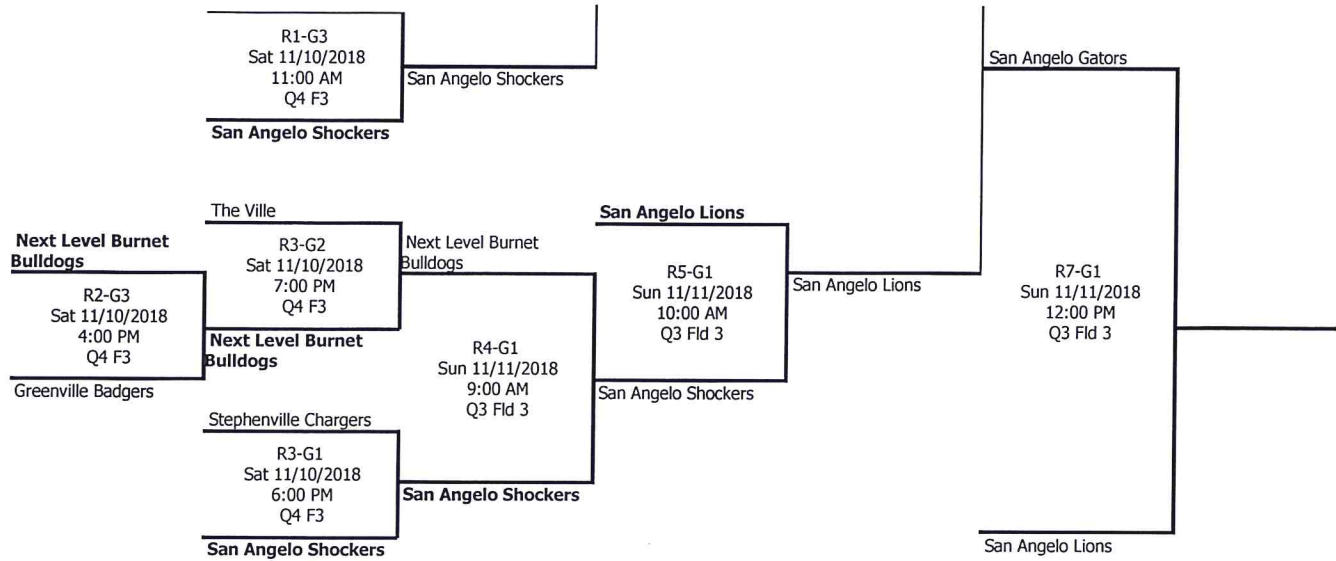 R1-G3
Sat 11/10/2018
11:00 AM
Q4 F3
San Angelo Shockers
San Angelo Shockers
San Angelo Gators
Next Level Burnet
Bulldogs
R2-G3
Sat 11/10/2018
4:00 PM
Q4 F3
Greenville Badgers
The Ville
R3-G2
Sat 11/10/2018
7:00 PM
Q4 F3
Next Level Burnet
Bulldogs
Stephenville Chargers
R3-G1
Sat 11/10/2018
6:00 PM
Q4 F3
San Angelo Shockers
Next Level Burnet
Bulldogs
R4-G1
Sun 11/11/2018
9:00 AM
Q3 Fld 3
San Angelo Shockers
San Angelo Lions
R5-G1
Sun 11/11/2018
10:00 AM
Q3 Fld 3
San Angelo Shockers
San Angelo Lions
R7-G1
Sun 11/11/2018
12:00 PM
Q3 Fld 3
San Angelo Lions